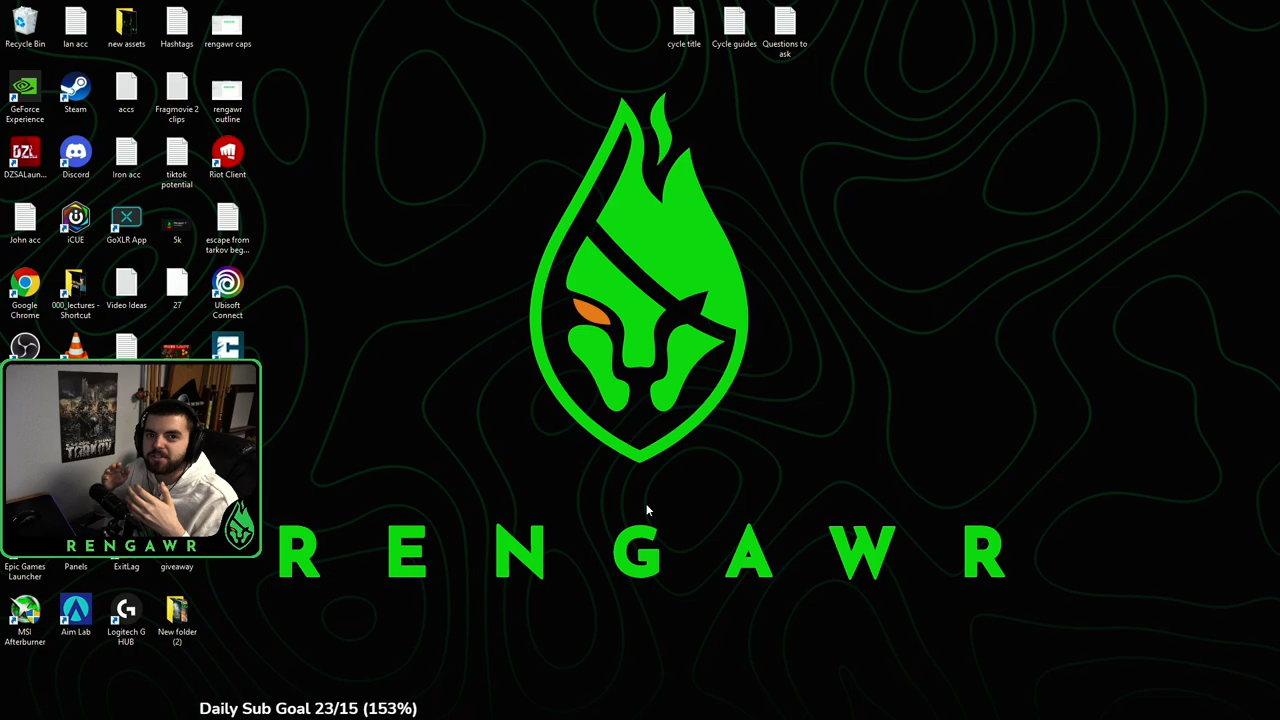 Recycle Bin
Ian acc
new assets
Hashtags
rengawr caps
cycle title
Cycle guides
Questions to
ask
GeForce
Experience
Steam
accs
Fragmovie 2
clips
rengawr
outline
DZSALaun...
Discord
Iron acc
tiktok
potential
Riot Client
John acc
iCUE
GoXLR App
5k
escape from
tarkov beg...
Google
Chrome
000_lectures -
Shortcut
Video Ideas
27
Ubisoft
Connect
TARKOV
RENGAWR
RENGAWR
Epic Games
Launcher
Panels
ExitLag
giveaway
MSI
Afterburner
Aim Lab
Logitech G
HUB
New folder
(2)
Daily Sub Goal 23/15 (153%)